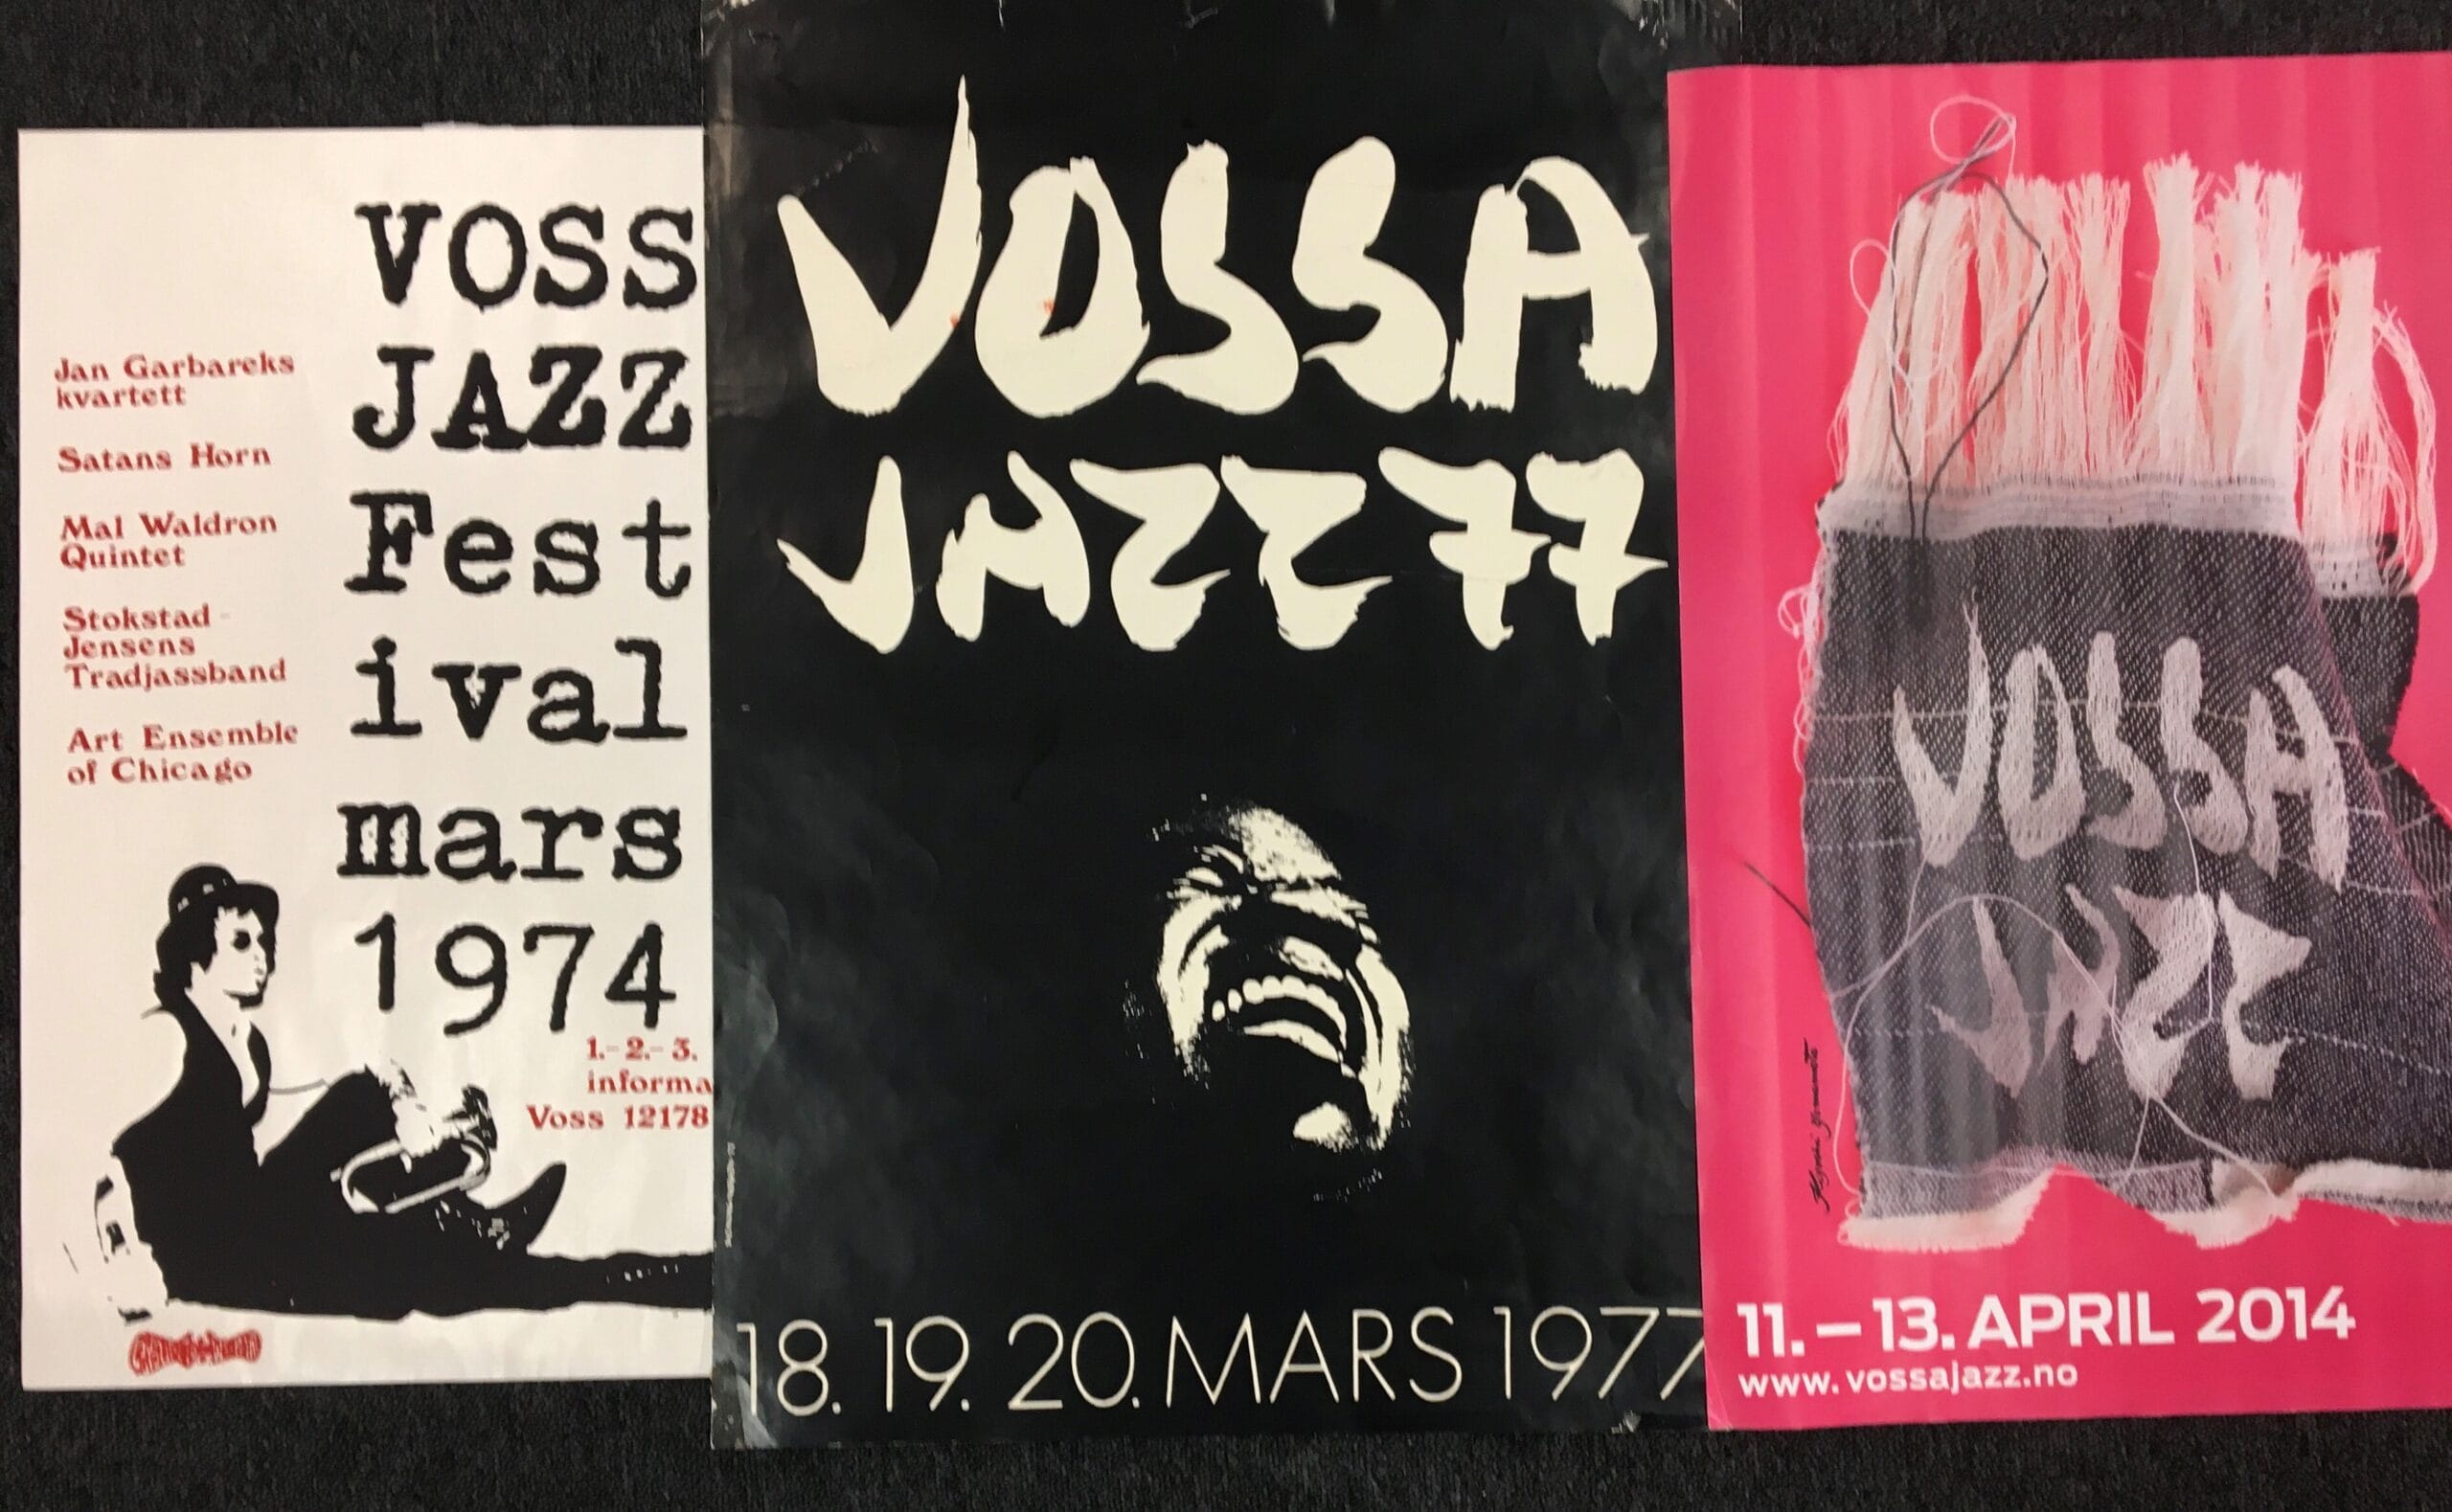 VOSS
JAZZ
Fest
ival
mars
1974
Jan Garbareks
kvartett
Satans Horn
Mal Waldron
Quintet
Stokstad -
Jensens
Tradjassband
Art Ensemble
of Chicago
1.- 2.- 3.
informa
Voss 12178
VOSSA
JAZZ 77
18. 19. 20. MARS 1977
VOSSA
JAZZ
11. – 13. APRIL 2014
www.vossajazz.no